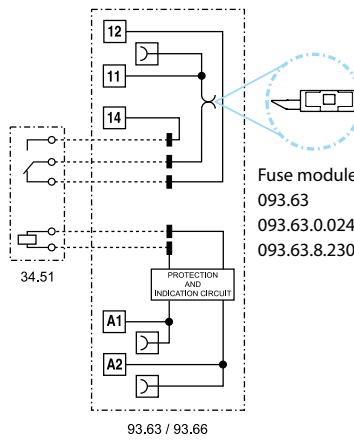 12
11
14
34.51
PROTECTION
AND
INDICATION CIRCUIT
A1
A2
93.63 / 93.66
Fuse module
093.63
093.63.0.024
093.63.8.230